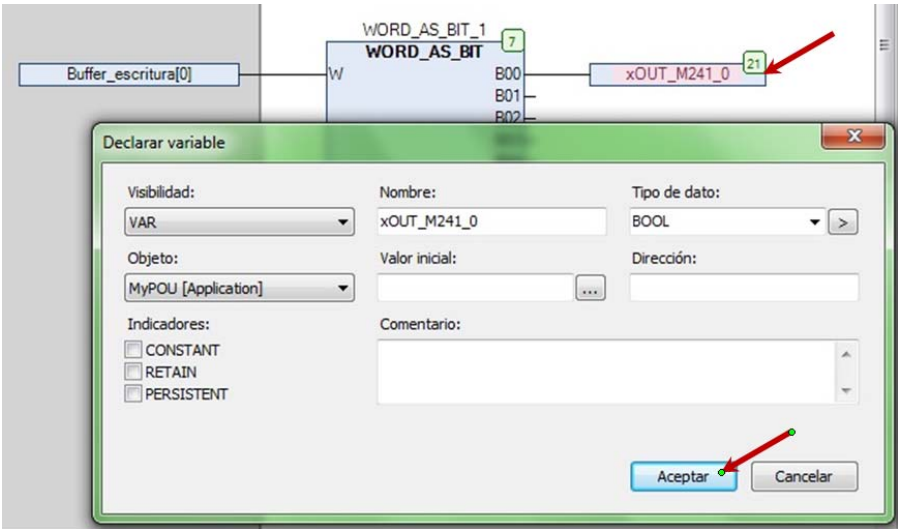 WORD_AS_BIT_1
7
WORD_AS_BIT
21
Buffer_escritura[0]
W
B00
xOUT_M241_0
B01
B02
Declarar variable
Visibilidad:
Nombre:
Tipo de dato:
VAR
xOUT_M241_0
BOOL
>
Objeto:
Valor inicial:
Dirección:
MyPOU [Application]
...
Indicadores:
Comentario:
CONSTANT
RETAIN
PERSISTENT
Aceptar
Cancelar